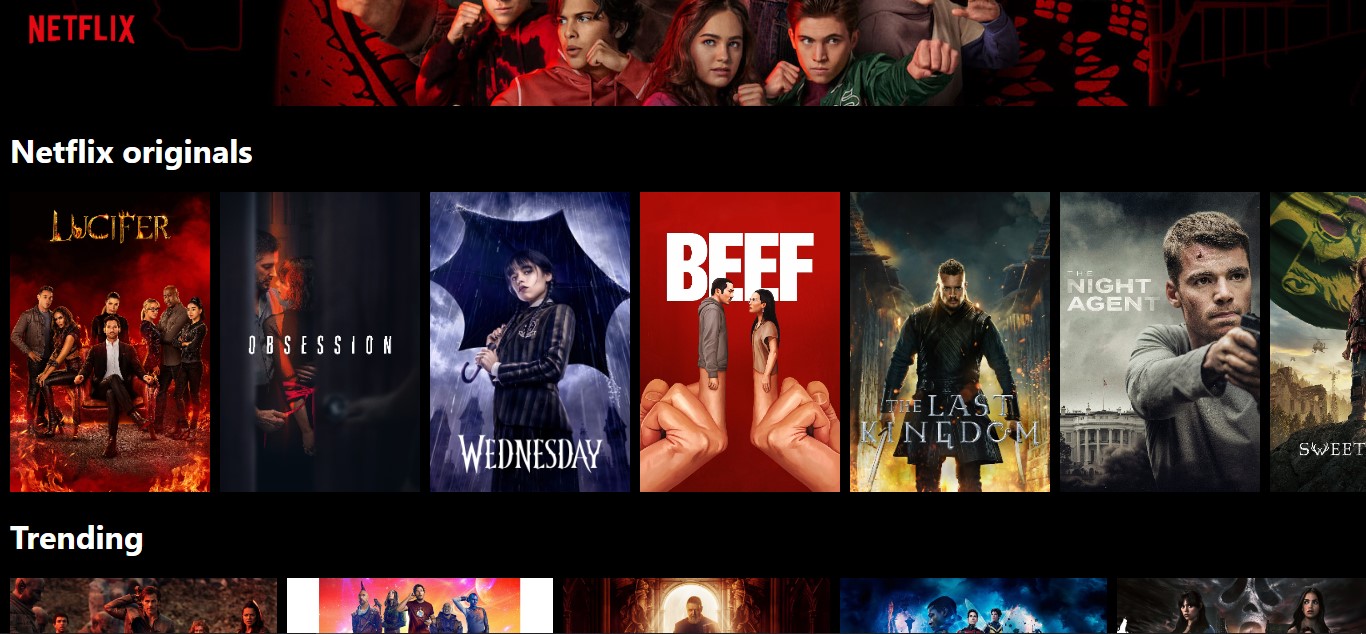 NETFLIX
Netflix originals
LUCIFER
OBSESSION
WEDNESDAY
BEEF
THE LAST
KINGDOM
THE
NIGHT
AGENT
SWEET
Trending